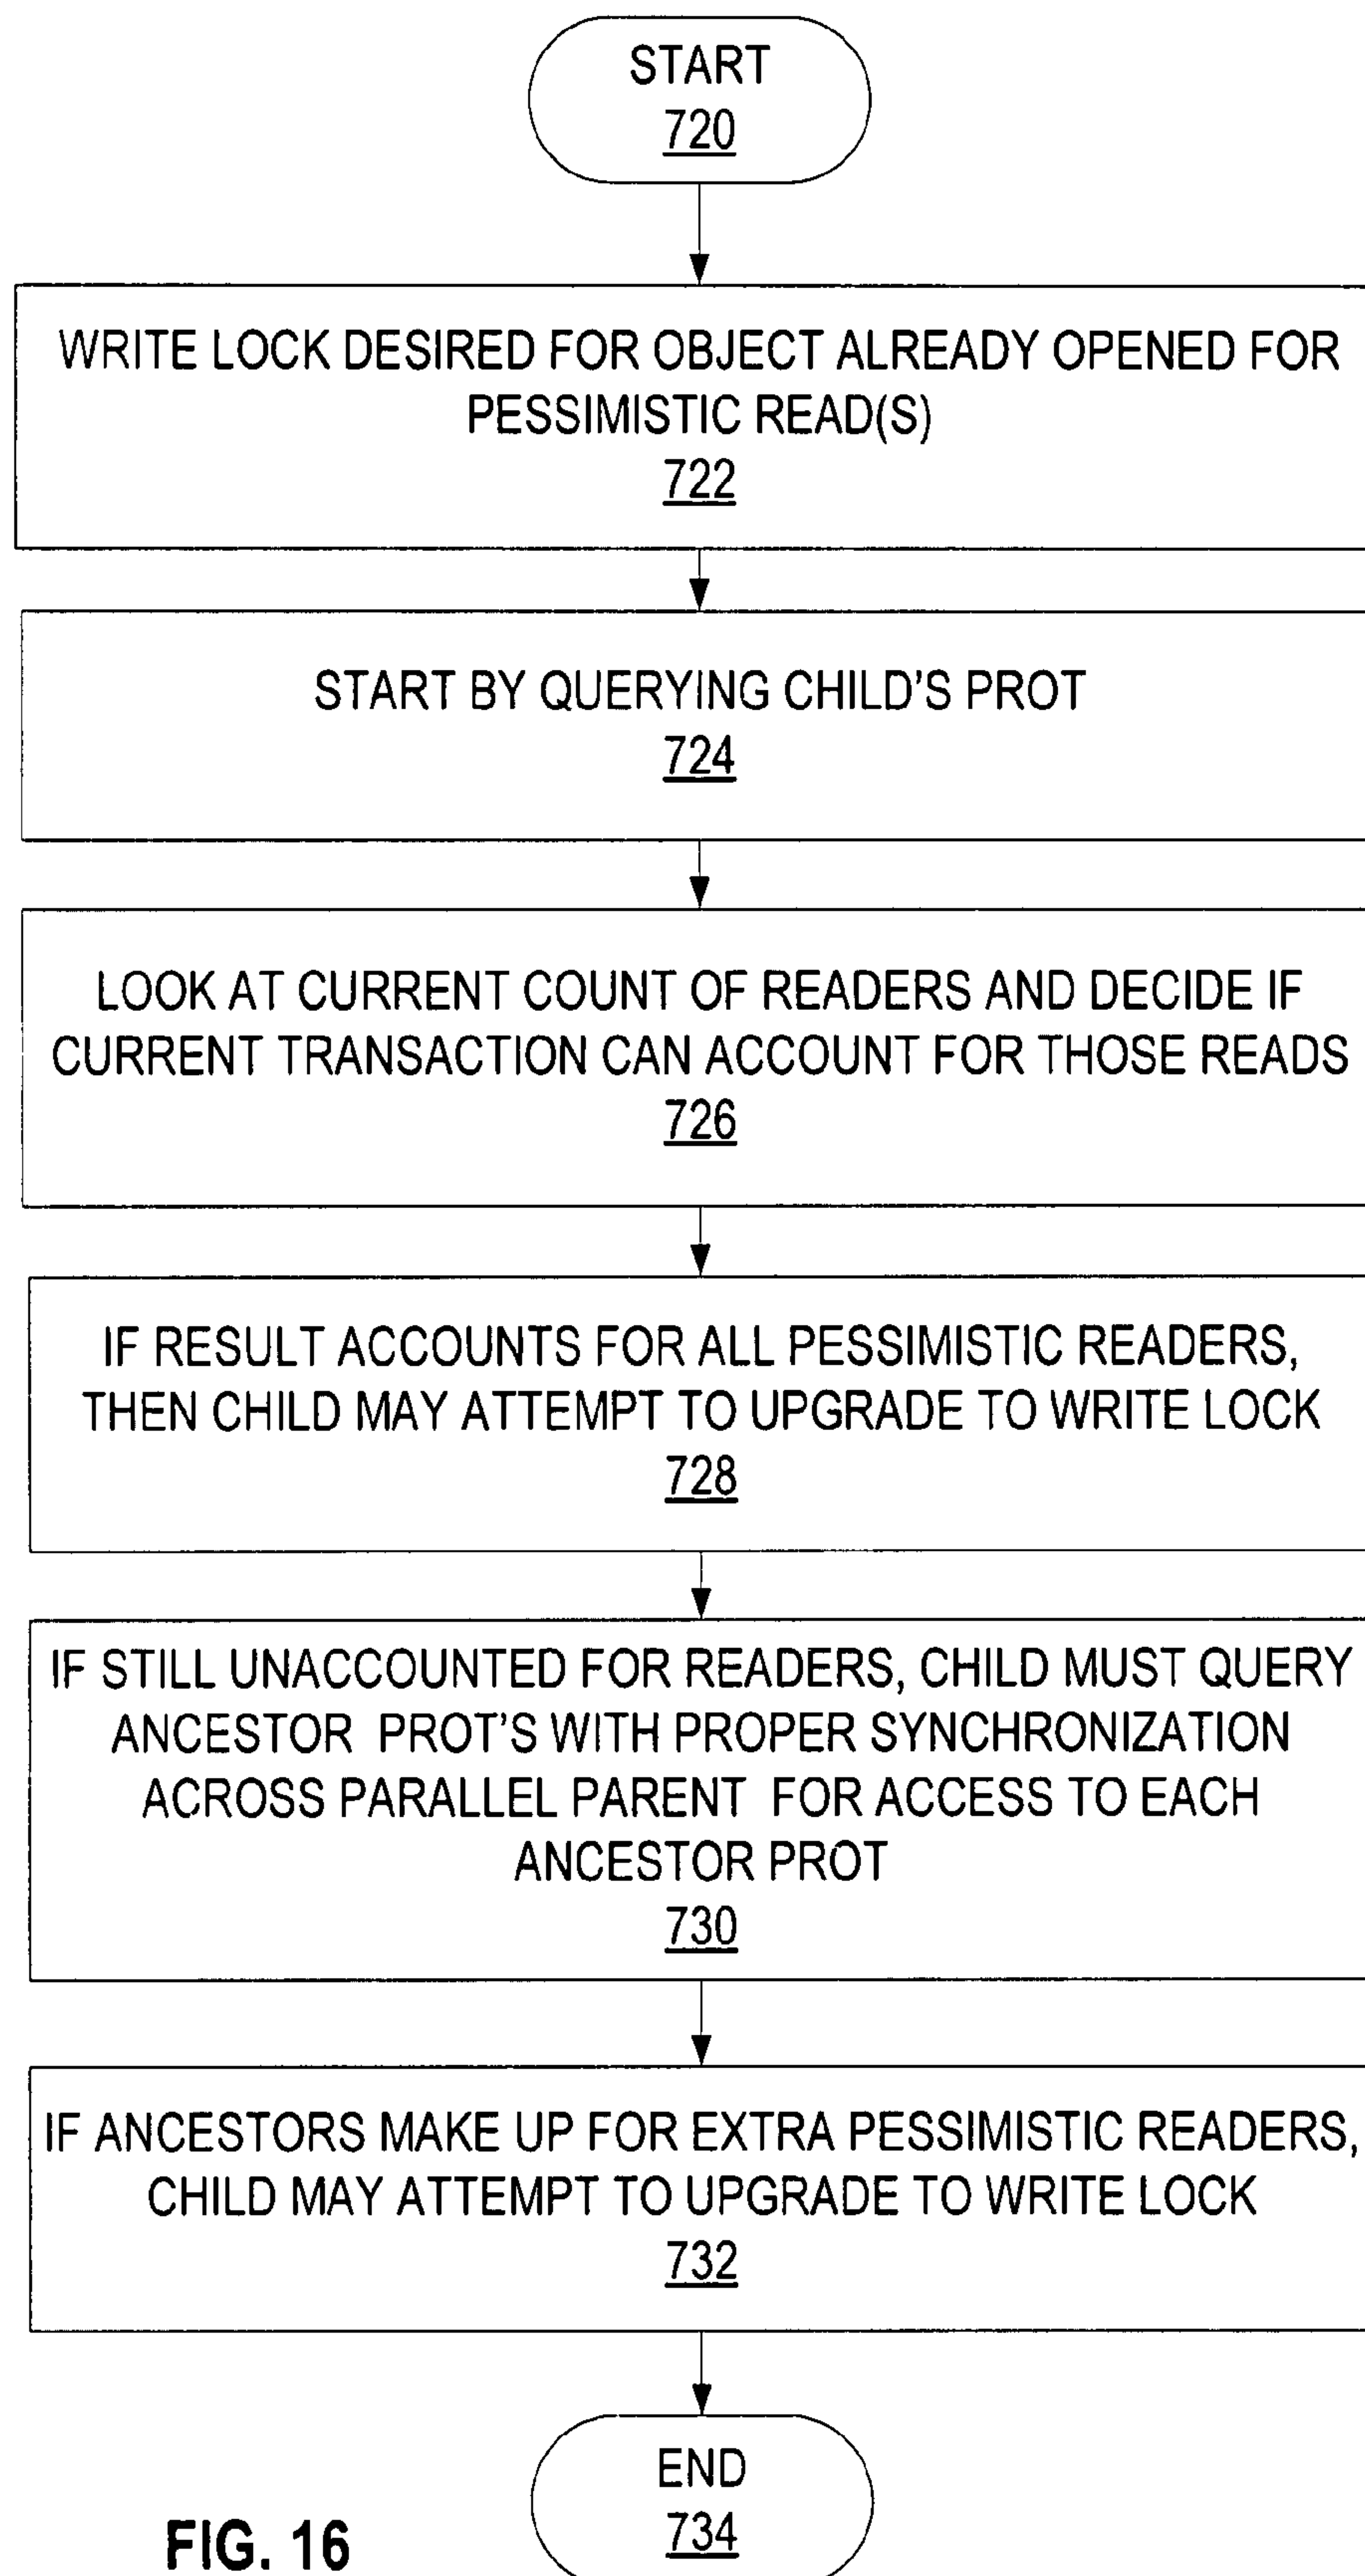 START
720
WRITE LOCK DESIRED FOR OBJECT ALREADY OPENED FOR
PESSIMISTIC READ(S)
722
START BY QUERYING CHILD'S PROT
724
LOOK AT CURRENT COUNT OF READERS AND DECIDE IF
CURRENT TRANSACTION CAN ACCOUNT FOR THOSE READS
726
IF RESULT ACCOUNTS FOR ALL PESSIMISTIC READERS,
THEN CHILD MAY ATTEMPT TO UPGRADE TO WRITE LOCK
728
IF STILL UNACCOUNTED FOR READERS, CHILD MUST QUERY
ANCESTOR PROT'S WITH PROPER SYNCHRONIZATION
ACROSS PARALLEL PARENT FOR ACCESS TO EACH
ANCESTOR PROT
730
IF ANCESTORS MAKE UP FOR EXTRA PESSIMISTIC READERS,
CHILD MAY ATTEMPT TO UPGRADE TO WRITE LOCK
732
END
734
FIG. 16